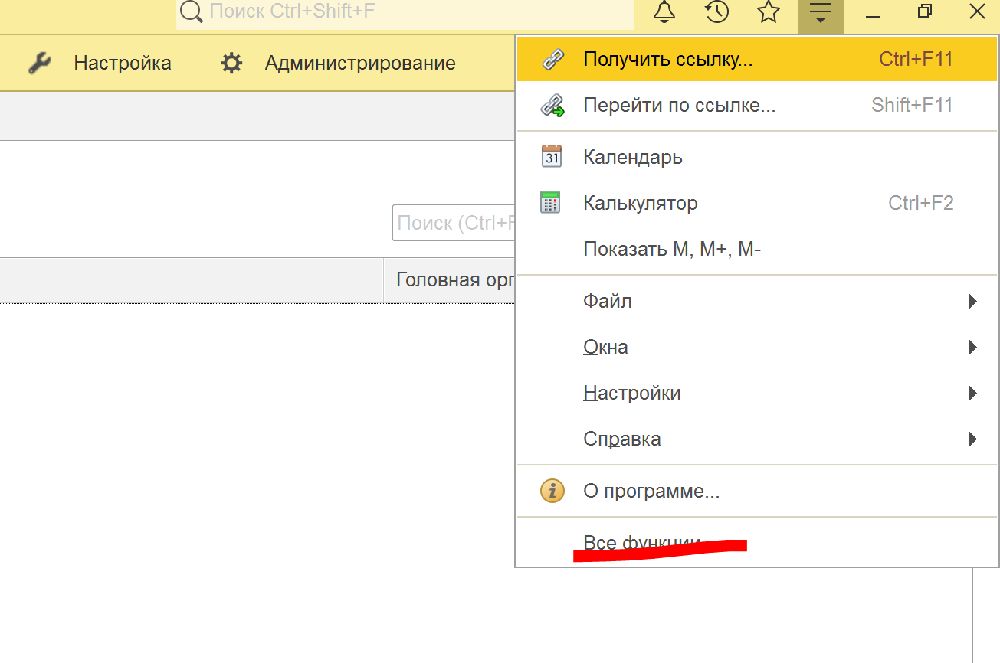 Поиск Ctrl+Shift+F
Настройка
Администрирование
Получить ссылку... Ctrl+F11
Перейти по ссылке... Shift+F11
31
Календарь
Поиск (Ctrl+F
Калькулятор Ctrl+F2
Показать M, M+, M-
Головная орг
Файл
Окна
Настройки
Справка
i
О программе...
Все функции